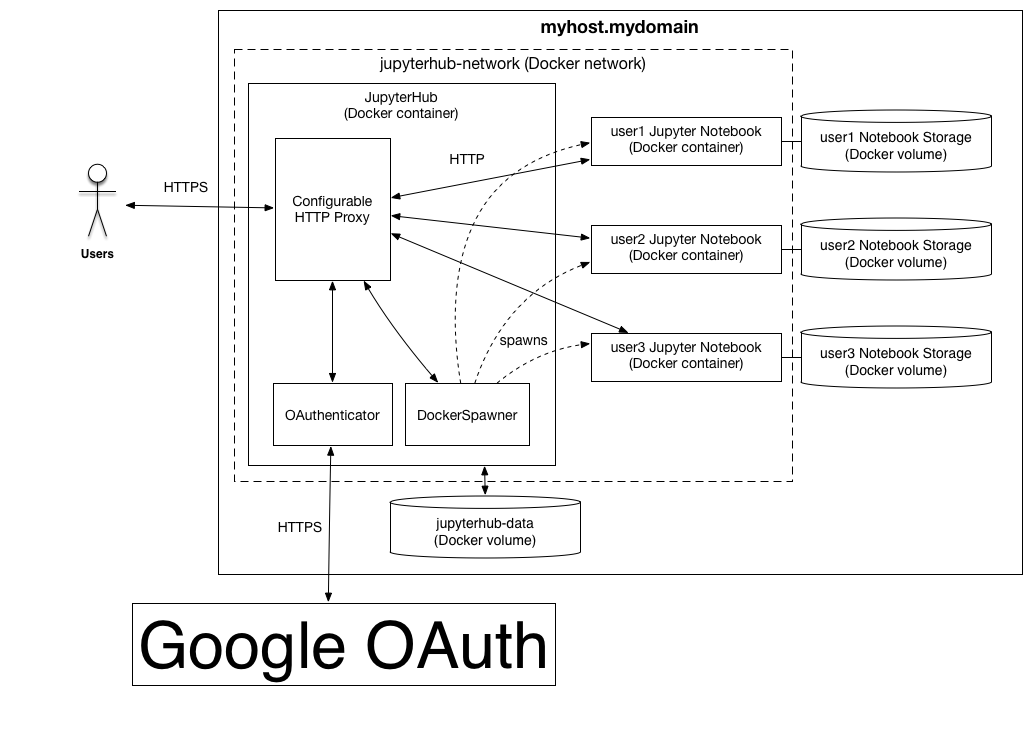 myhost.mydomain
jupyterhub-network (Docker network)
JupyterHub
(Docker container)
user1 Jupyter Notebook
(Docker container)
user1 Notebook Storage
(Docker volume)
HTTP
HTTPS
Configurable
HTTP Proxy
Users
user2 Jupyter Notebook
(Docker container)
user2 Notebook Storage
(Docker volume)
spawns
user3 Jupyter Notebook
(Docker container)
user3 Notebook Storage
(Docker volume)
OAuthenticator
DockerSpawner
jupyterhub-data
(Docker volume)
HTTPS
Google OAuth